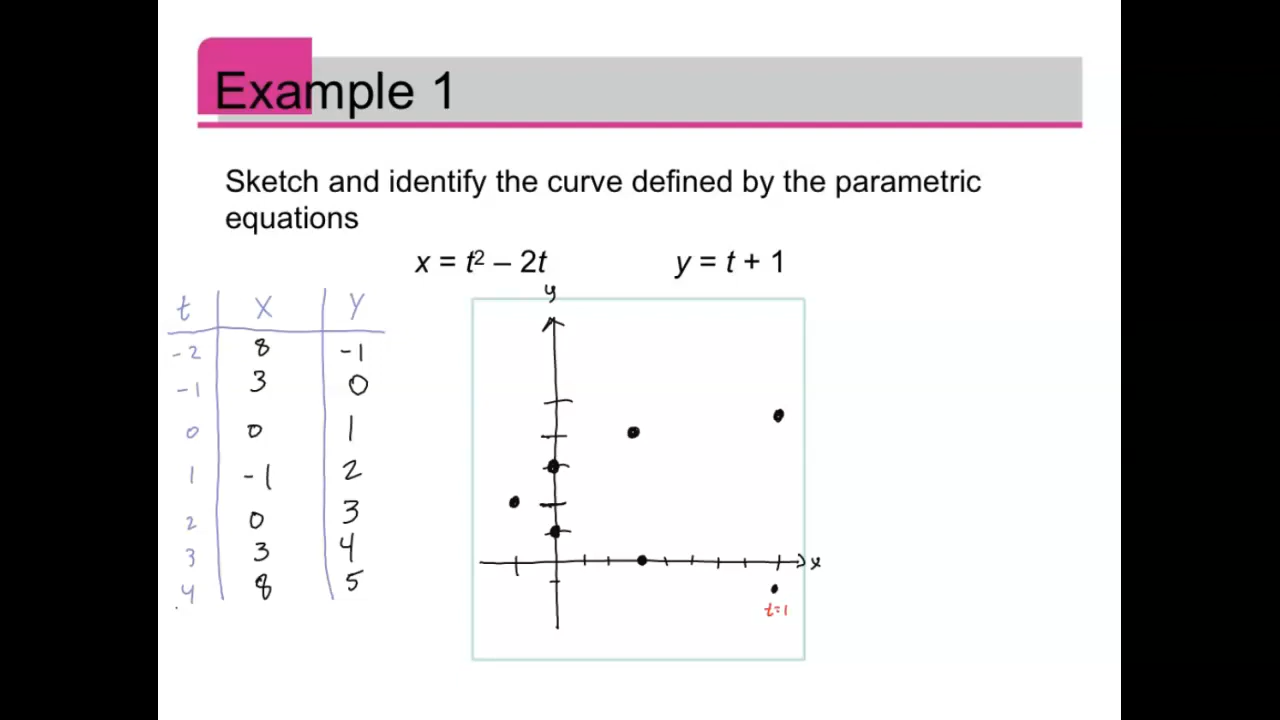 Example 1
Sketch and identify the curve defined by the parametric
equations
x = t² – 2t y = t + 1
t x y
-2 8 -1
-1 3 0
0 0 1
1 -1 2
2 0 3
3 3 4
4 8 5
y
x
t=1